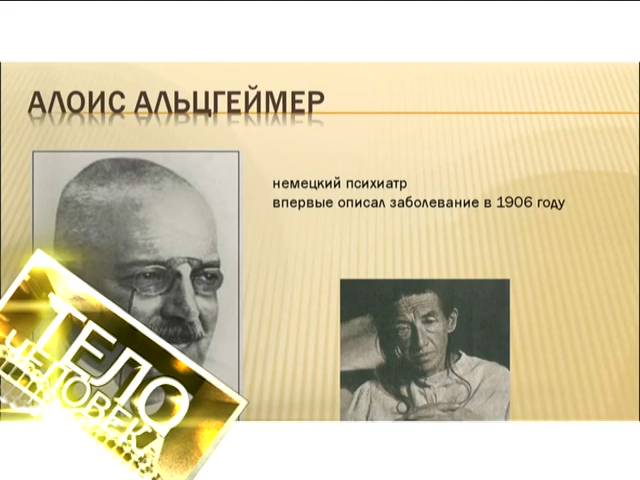 АЛОИС АЛЬЦГЕЙМЕР
немецкий психиатр
впервые описал заболевание в 1906 году
ТЕЛО
ЧЕЛОВЕКА